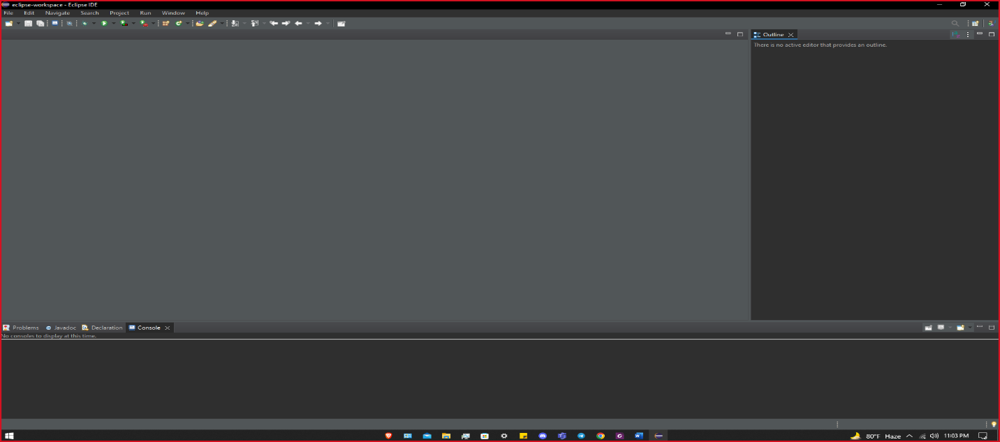 eclipse-workspace - Eclipse IDE
File Edit Navigate Search Project Run Window Help
Outline
There is no active editor that provides an outline.
Problems Javadoc Declaration Console
No consoles to display at this time.
80°F Haze 11:03 PM